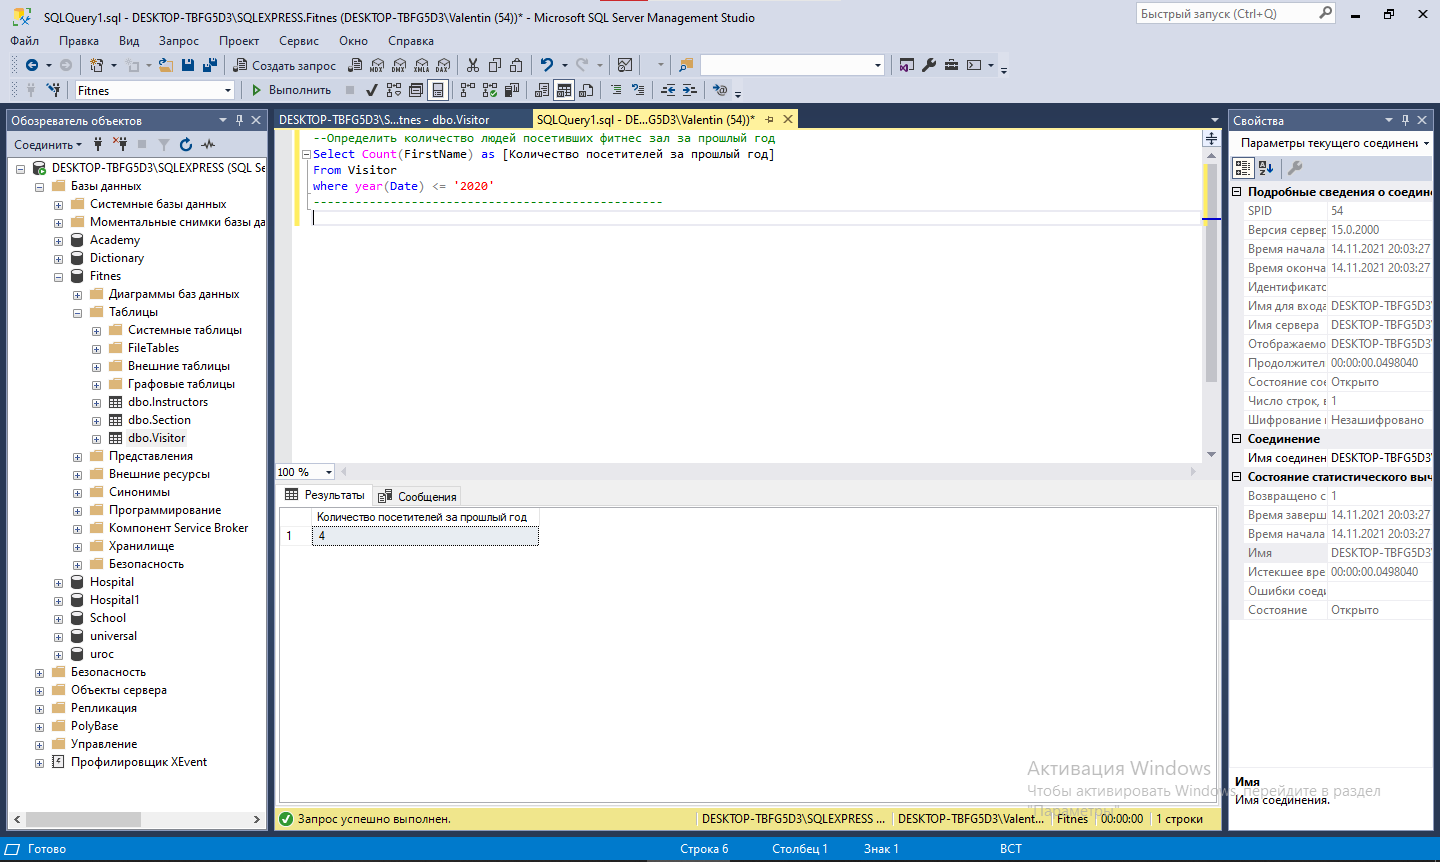 SQLQuery1.sql - DESKTOP-TBFG5D3\SQLEXPRESS.Fitnes (DESKTOP-TBFG5D3\Valentin (54))* - Microsoft SQL Server Management Studio
Быстрый запуск (Ctrl+Q)
Файл Правка Вид Запрос Проект Сервис Окно Справка
Создать запрос
MDX DMX XMLA DAX
Fitnes
Выполнить
Обозреватель объектов
Соединить
DESKTOP-TBFG5D3\SQLEXPRESS (SQL Se
Базы данных
Системные базы данных
Моментальные снимки базы да
Academy
Dictionary
Fitnes
Диаграммы баз данных
Таблицы
Системные таблицы
FileTables
Внешние таблицы
Графовые таблицы
dbo.Instructors
dbo.Section
dbo.Visitor
Представления
Внешние ресурсы
Синонимы
Программирование
Компонент Service Broker
Хранилище
Безопасность
Hospital
Hospital1
School
universal
uroc
Безопасность
Объекты сервера
Репликация
PolyBase
Управление
Профилировщик XEvent
DESKTOP-TBFG5D3\S...tnes - dbo.Visitor
SQLQuery1.sql - DE...G5D3\Valentin (54))*
--Определить количество людей посетивших фитнес зал за прошлый год
Select Count(FirstName) as [Количество посетителей за прошлый год]
From Visitor
where year(Date) <= '2020'
--------------------------------------------------
100 %
Результаты
Сообщения
Количество посетителей за прошлый год
1 4
Запрос успешно выполнен.
DESKTOP-TBFG5D3\SQLEXPRESS ...
DESKTOP-TBFG5D3\Valent...
Fitnes
00:00:00
1 строки
Свойства
Параметры текущего соединени
Подробные сведения о соедин
SPID 54
Версия сервер 15.0.2000
Время начала 14.11.2021 20:03:27
Время оконча 14.11.2021 20:03:27
Идентификатс
Имя для входа DESKTOP-TBFG5D3\
Имя сервера DESKTOP-TBFG5D3\
Отображаемо DESKTOP-TBFG5D3\
Продолжител 00:00:00.0498040
Состояние сое Открыто
Число строк, в 1
Шифрование Незашифровано
Соединение
Имя соединен DESKTOP-TBFG5D3\
Состояние статистического выч
Возвращено с 1
Время заверш 14.11.2021 20:03:27
Время начала 14.11.2021 20:03:27
Имя DESKTOP-TBFG5D3\
Истекшее вре 00:00:00.0498040
Ошибки соеди
Состояние Открыто
Имя
Имя соединения.
Активация Windows
Чтобы активировать Windows, перейдите в раздел
"Параметры".
Готово
Строка 6
Столбец 1
Знак 1
ВСТ